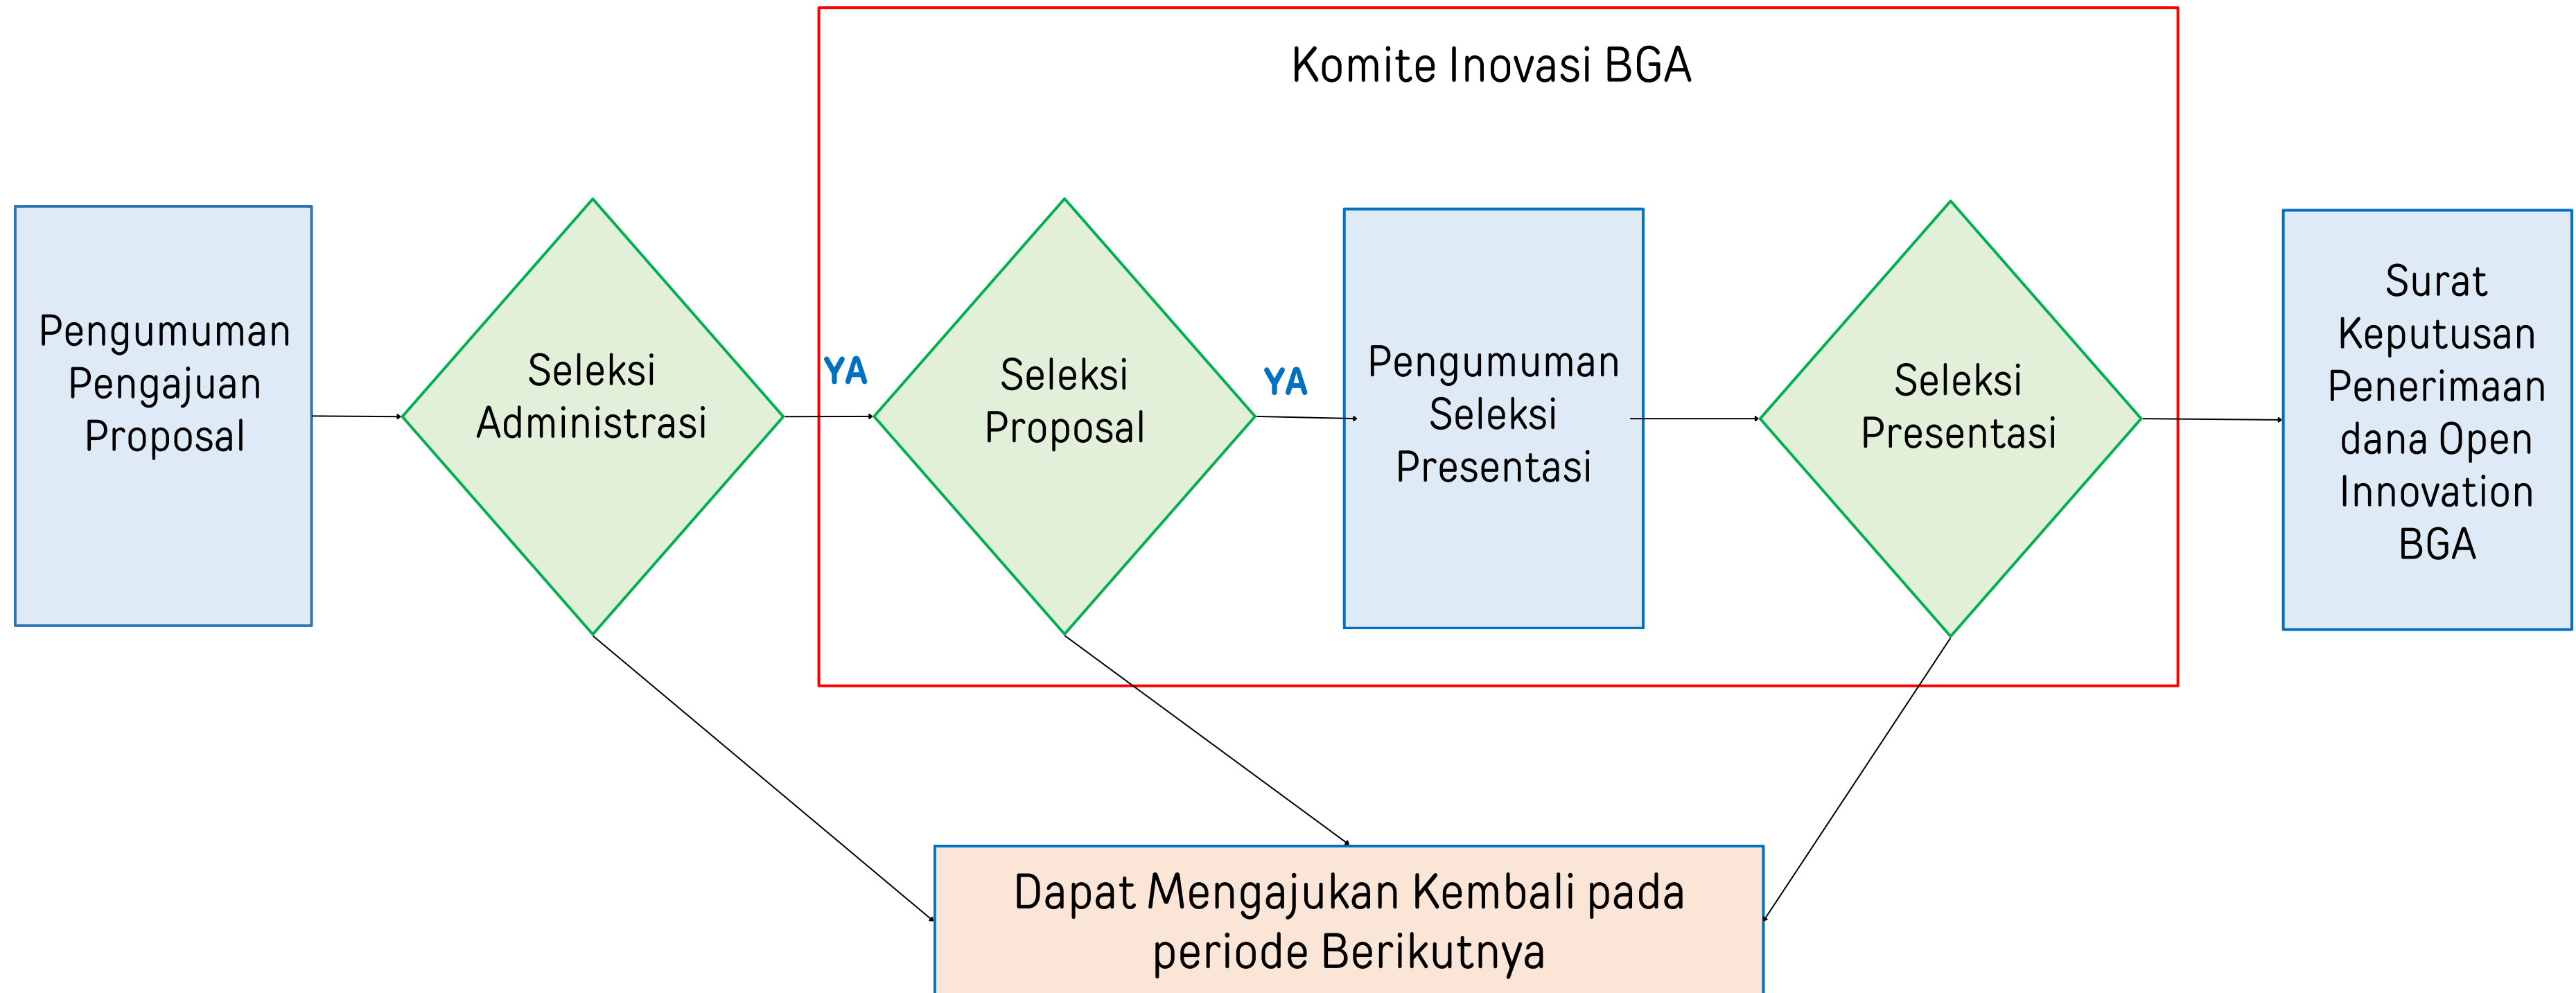 Komite Inovasi BGA
Pengumuman
Pengajuan
Proposal
Seleksi
Administrasi
YA
Seleksi
Proposal
YA
Pengumuman
Seleksi
Presentasi
Seleksi
Presentasi
Surat
Keputusan
Penerimaan
dana Open
Innovation
BGA
Dapat Mengajukan Kembali pada
periode Berikutnya